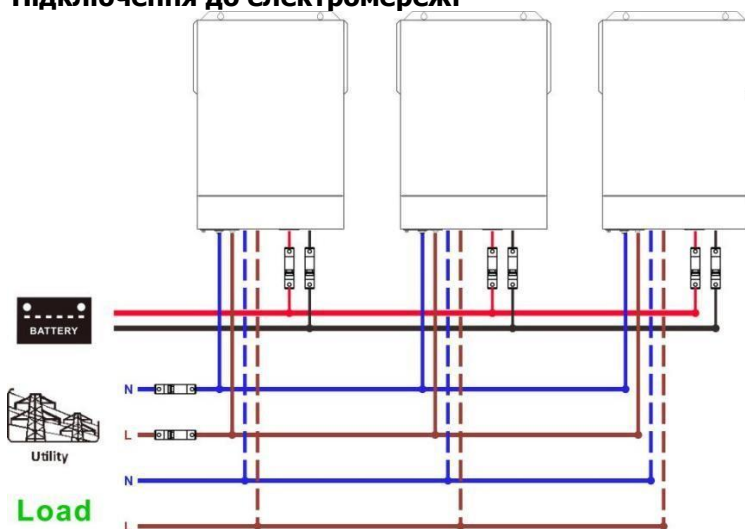 Підключення до електромережі
BATTERY
N
L
Utility
N
Load
L